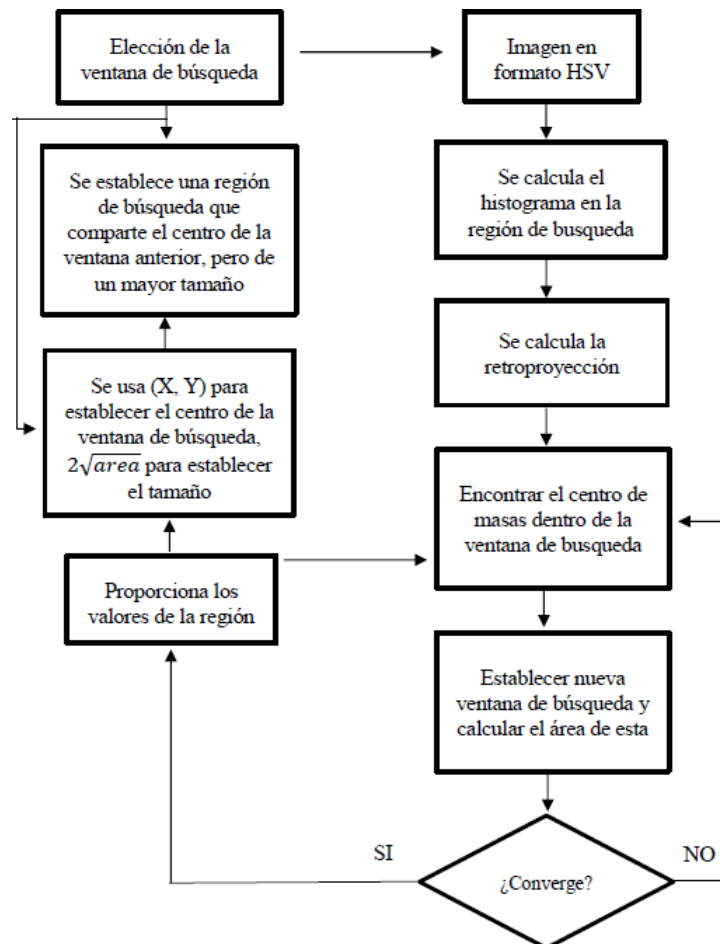 Elección de la
ventana de búsqueda
Imagen en
formato HSV
Se establece una región
de búsqueda que
comparte el centro de la
ventana anterior, pero de
un mayor tamaño
Se calcula el
histograma en la
región de busqueda
Se calcula la
retroproyección
Se usa (X, Y) para
establecer el centro de la
ventana de búsqueda,
2√area para establecer
el tamaño
Encontrar el centro de
masas dentro de la
ventana de busqueda
Proporciona los
valores de la región
Establecer nueva
ventana de búsqueda y
calcular el área de esta
SI
¿Converge?
NO